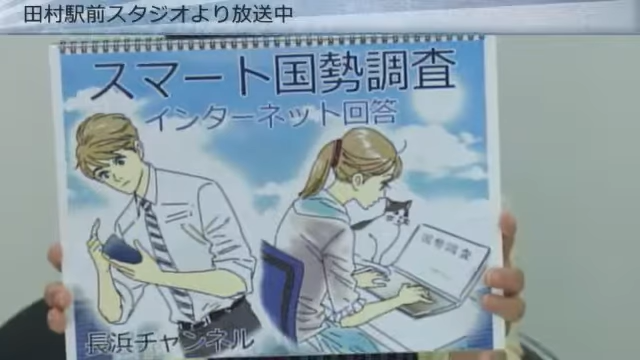 田村駅前スタジオより放送中
スマート国勢調査
インターネット回答
国勢調査
長浜チャンネル